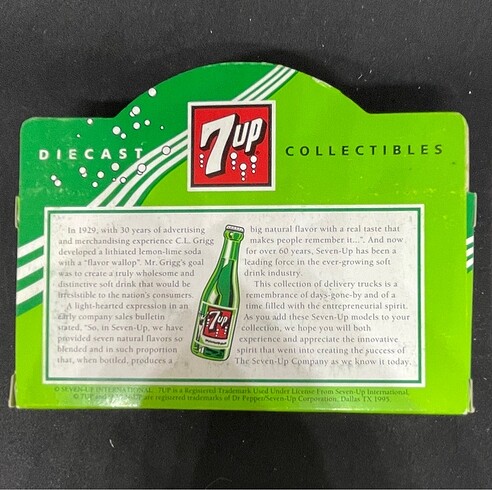 7UP
DIECAST COLLECTIBLES
In 1929, with 30 years of advertising
and merchandising experience C.L. Grigg
developed a lithiated lemon-lime soda
with a "flavor wallop". Mr. Grigg's goal
was to create a truly wholesome and
distinctive soft drink that would be
irresistible to the nation's consumers.
A light-hearted expression in an
early company sales bulletin
stated, "So, in Seven-Up, we have
provided seven natural flavors so
blended and in such proportion
that, when bottled, produces a
7UP
big natural flavor with a real taste that
makes people remember it...". And now
for over 60 years, Seven-Up has been a
leading force in the ever-growing soft
drink industry.
This collection of delivery trucks is a
remembrance of days-gone-by and of a
time filled with the entrepreneurial spirit.
As you add these Seven-Up models to your
collection, we hope you will both
experience and appreciate the innovative
spirit that went into creating the success of
The Seven-Up Company as we know it today.
© SEVEN-UP INTERNATIONAL. 7UP is a Registered Trademark Used Under License From Seven-Up International,
© 7UP and are registered trademarks of Dr Pepper/Seven-Up Corporation, Dallas TX 1995